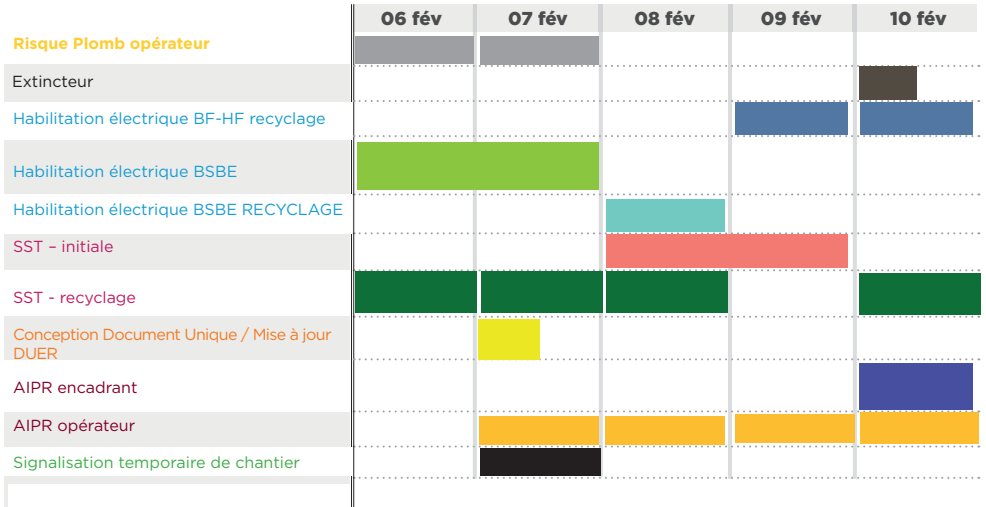 06 fév 07 fév 08 fév 09 fév 10 fév
Risque Plomb opérateur
Extincteur
Habilitation électrique BF-HF recyclage
Habilitation électrique BSBE
Habilitation électrique BSBE RECYCLAGE
SST – initiale
SST - recyclage
Conception Document Unique / Mise à jour
DUER
AIPR encadrant
AIPR opérateur
Signalisation temporaire de chantier